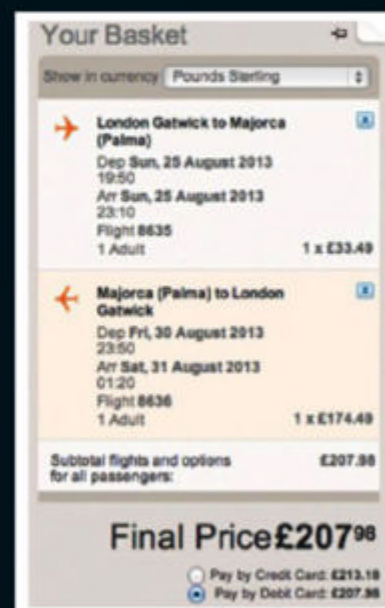 Your Basket
Show in currency Pounds Sterling
London Gatwick to Majorca
(Palma)
Dep Sun, 25 August 2013
19:50
Arr Sun, 25 August 2013
23:10
Flight 8635
1 Adult 1 x £33.49
Majorca (Palma) to London
Gatwick
Dep Fri, 30 August 2013
23:50
Arr Sat, 31 August 2013
01:20
Flight 8636
1 Adult 1 x £174.49
Subtotal flights and options £207.98
for all passengers:
Final Price £207⁹⁸
Pay by Credit Card: £213.18
Pay by Debit Card: £207.98